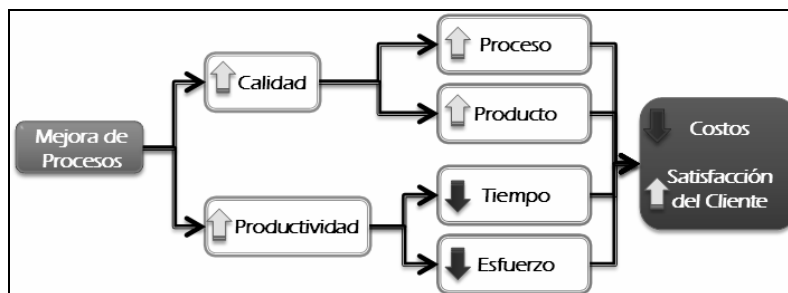 Mejora de
Procesos
Calidad
Productividad
Proceso
Producto
Tiempo
Esfuerzo
Costos
Satisfacción
del Cliente